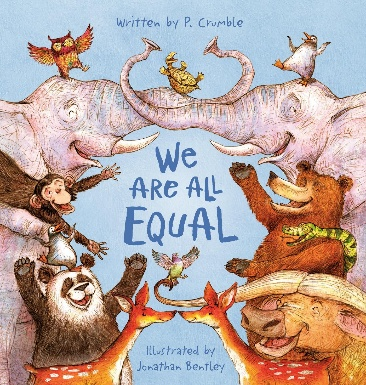 Written by P. Crumble
We
Are All
Equal
Illustrated by
Jonathan Bentley